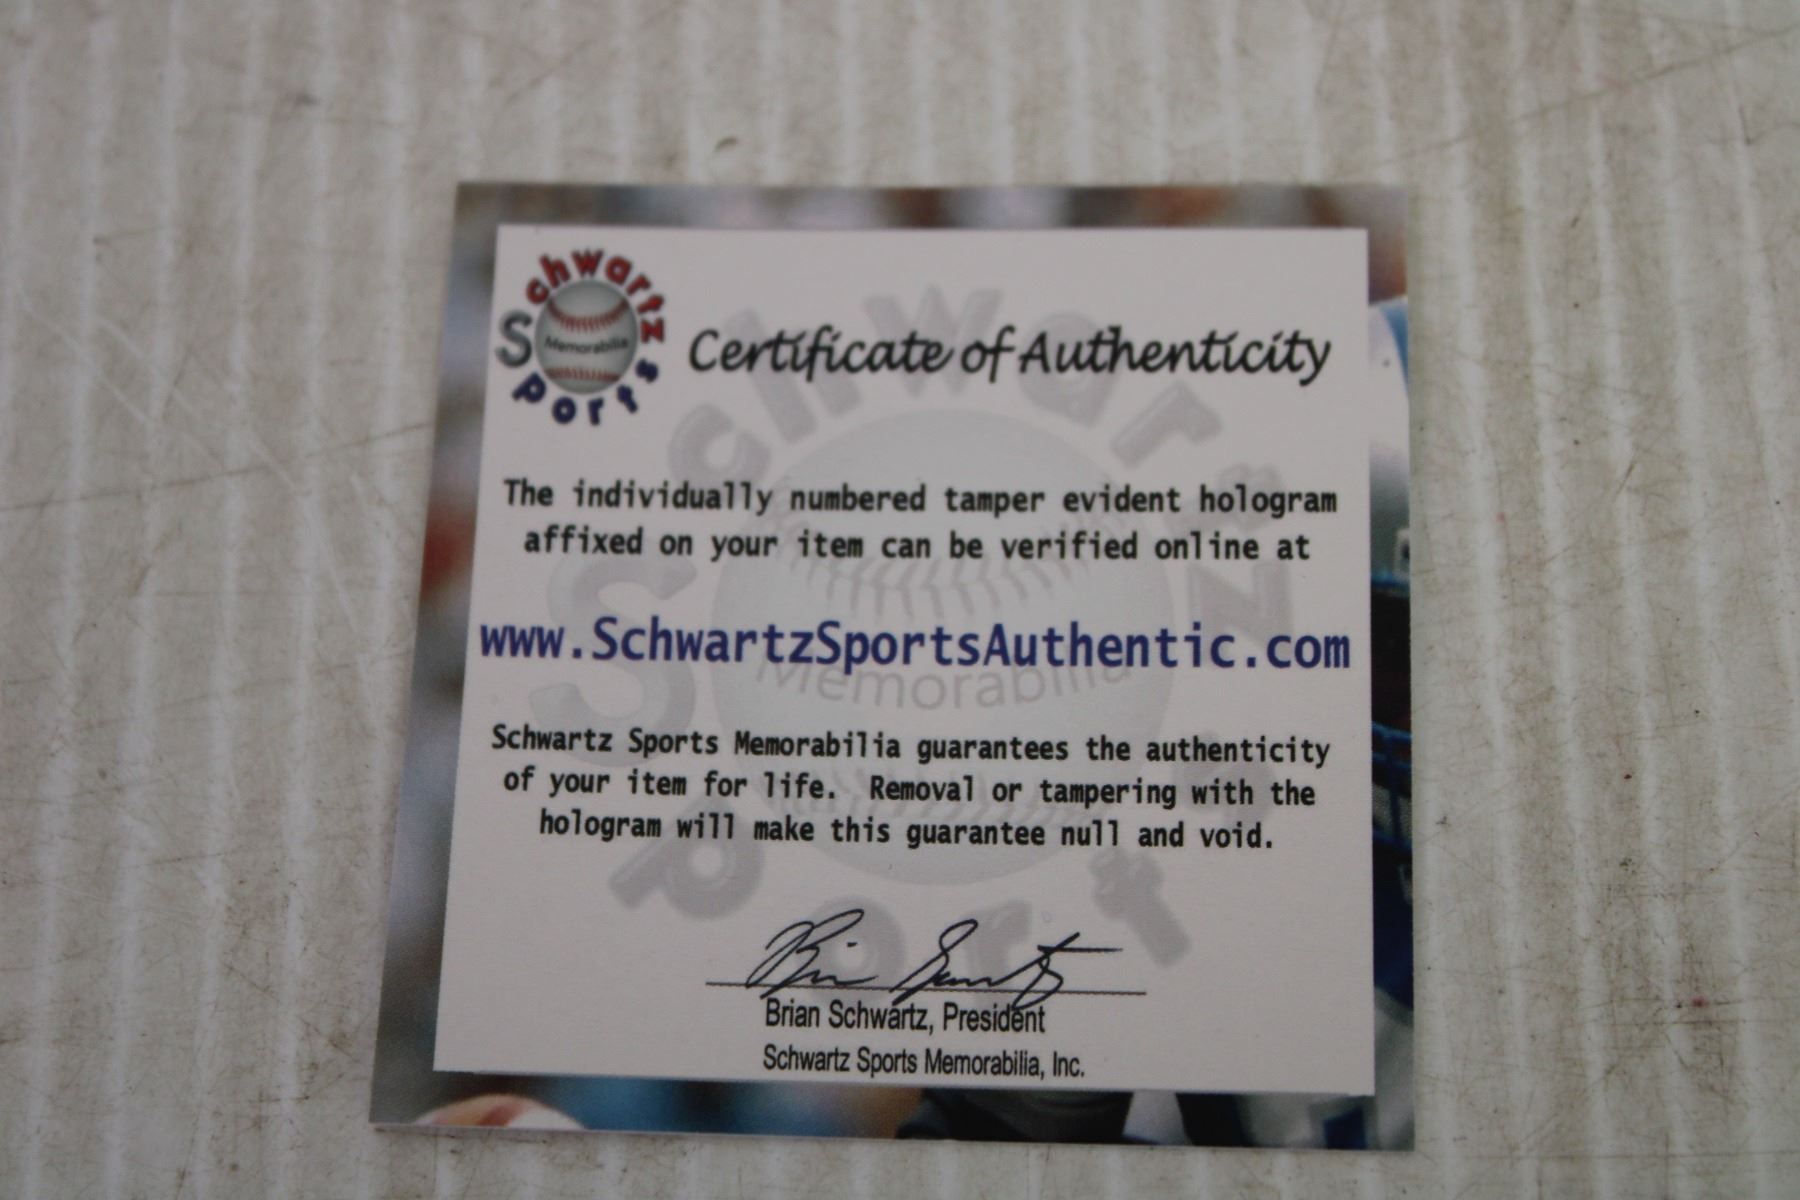 Schwartz
Sports
Memorabilia
Certificate of Authenticity
The individually numbered tamper evident hologram
affixed on your item can be verified online at
www.SchwartzSportsAuthentic.com
Schwartz Sports Memorabilia guarantees the authenticity
of your item for life. Removal or tampering with the
hologram will make this guarantee null and void.
Brian Schwartz
Brian Schwartz, President
Schwartz Sports Memorabilia, Inc.